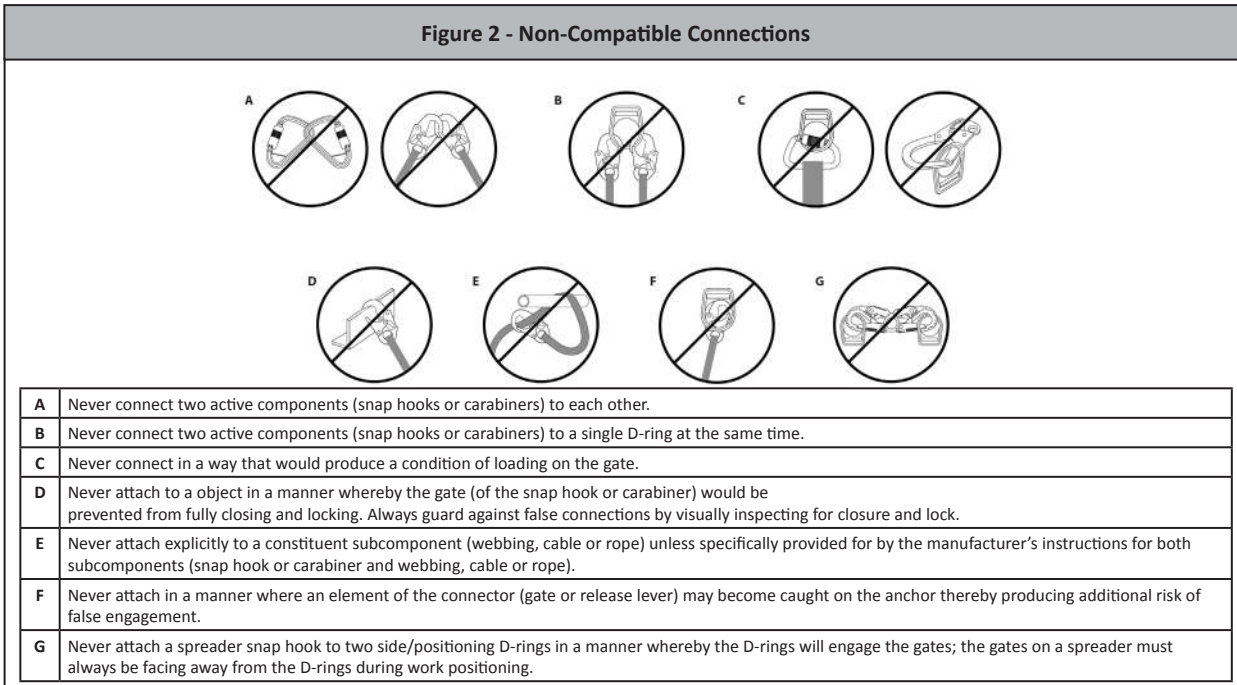 Figure 2 - Non-Compatible Connections
A
B
C
D
E
F
G
A Never connect two active components (snap hooks or carabiners) to each other.
B Never connect two active components (snap hooks or carabiners) to a single D-ring at the same time.
C Never connect in a way that would produce a condition of loading on the gate.
D Never attach to a object in a manner whereby the gate (of the snap hook or carabiner) would be
prevented from fully closing and locking. Always guard against false connections by visually inspecting for closure and lock.
E Never attach explicitly to a constituent subcomponent (webbing, cable or rope) unless specifically provided for by the manufacturer’s instructions for both
subcomponents (snap hook or carabiner and webbing, cable or rope).
F Never attach in a manner where an element of the connector (gate or release lever) may become caught on the anchor thereby producing additional risk of
false engagement.
G Never attach a spreader snap hook to two side/positioning D-rings in a manner whereby the D-rings will engage the gates; the gates on a spreader must
always be facing away from the D-rings during work positioning.